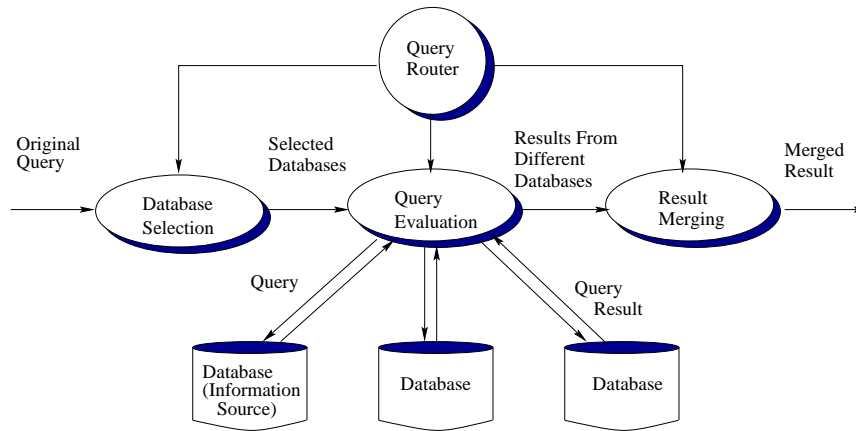 Query
Router
Original
Query
Selected
Databases
Results From
Different
Databases
Merged
Result
Database
Selection
Query
Evaluation
Result
Merging
Query
Query
Result
Database
(Information
Source)
Database
Database